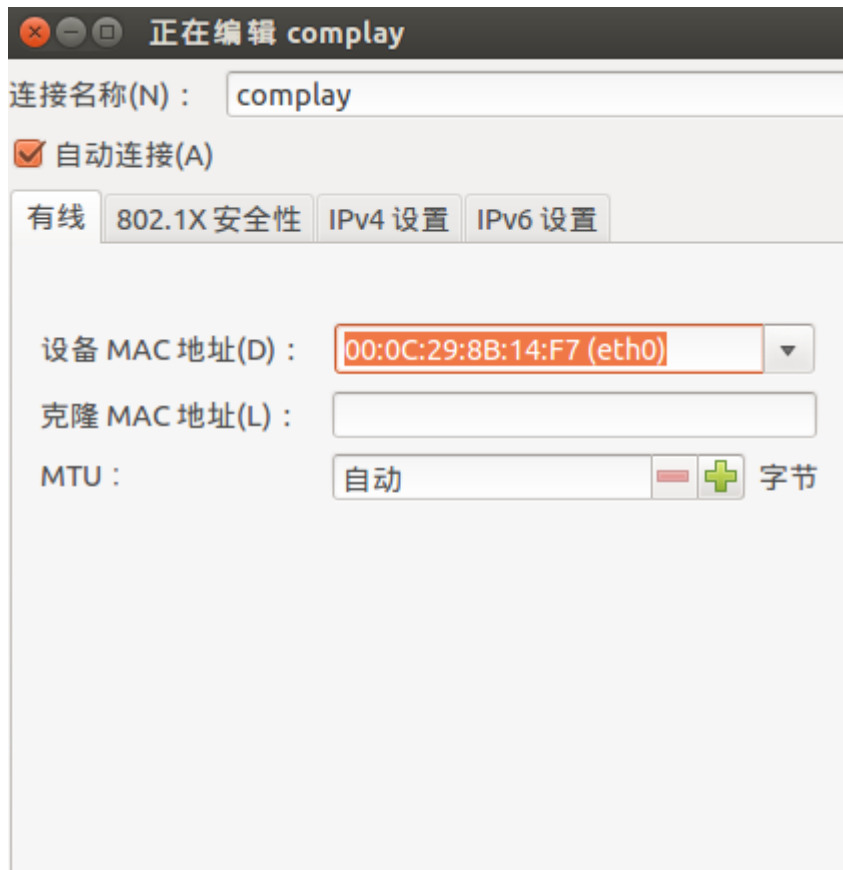 正在编辑 complay
连接名称(N)： complay
自动连接(A)
有线 802.1X 安全性 IPv4 设置 IPv6 设置
设备 MAC 地址(D)： 00:0C:29:8B:14:F7 (eth0)
克隆 MAC 地址(L)：
MTU： 自动 字节